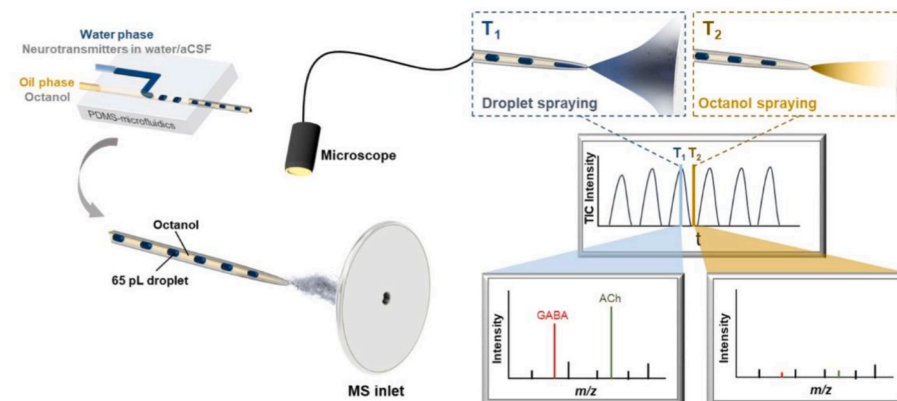 Water phase
Neurotransmitters in water/aCSF
Oil phase
Octanol
PDMS-microfluidics
Microscope
Octanol
65 pL droplet
MS inlet
T1
Droplet spraying
T2
Octanol spraying
T1 T2
TIC Intensity
t
Intensity
GABA
ACh
m/z
Intensity
m/z